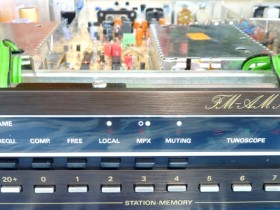 FM-AM
AME
FREQU. COMP. FREE LOCAL MPX MUTING TUNOSCOPE
20+ 0 1 2 3 4 5 6 7
STATION-MEMORY